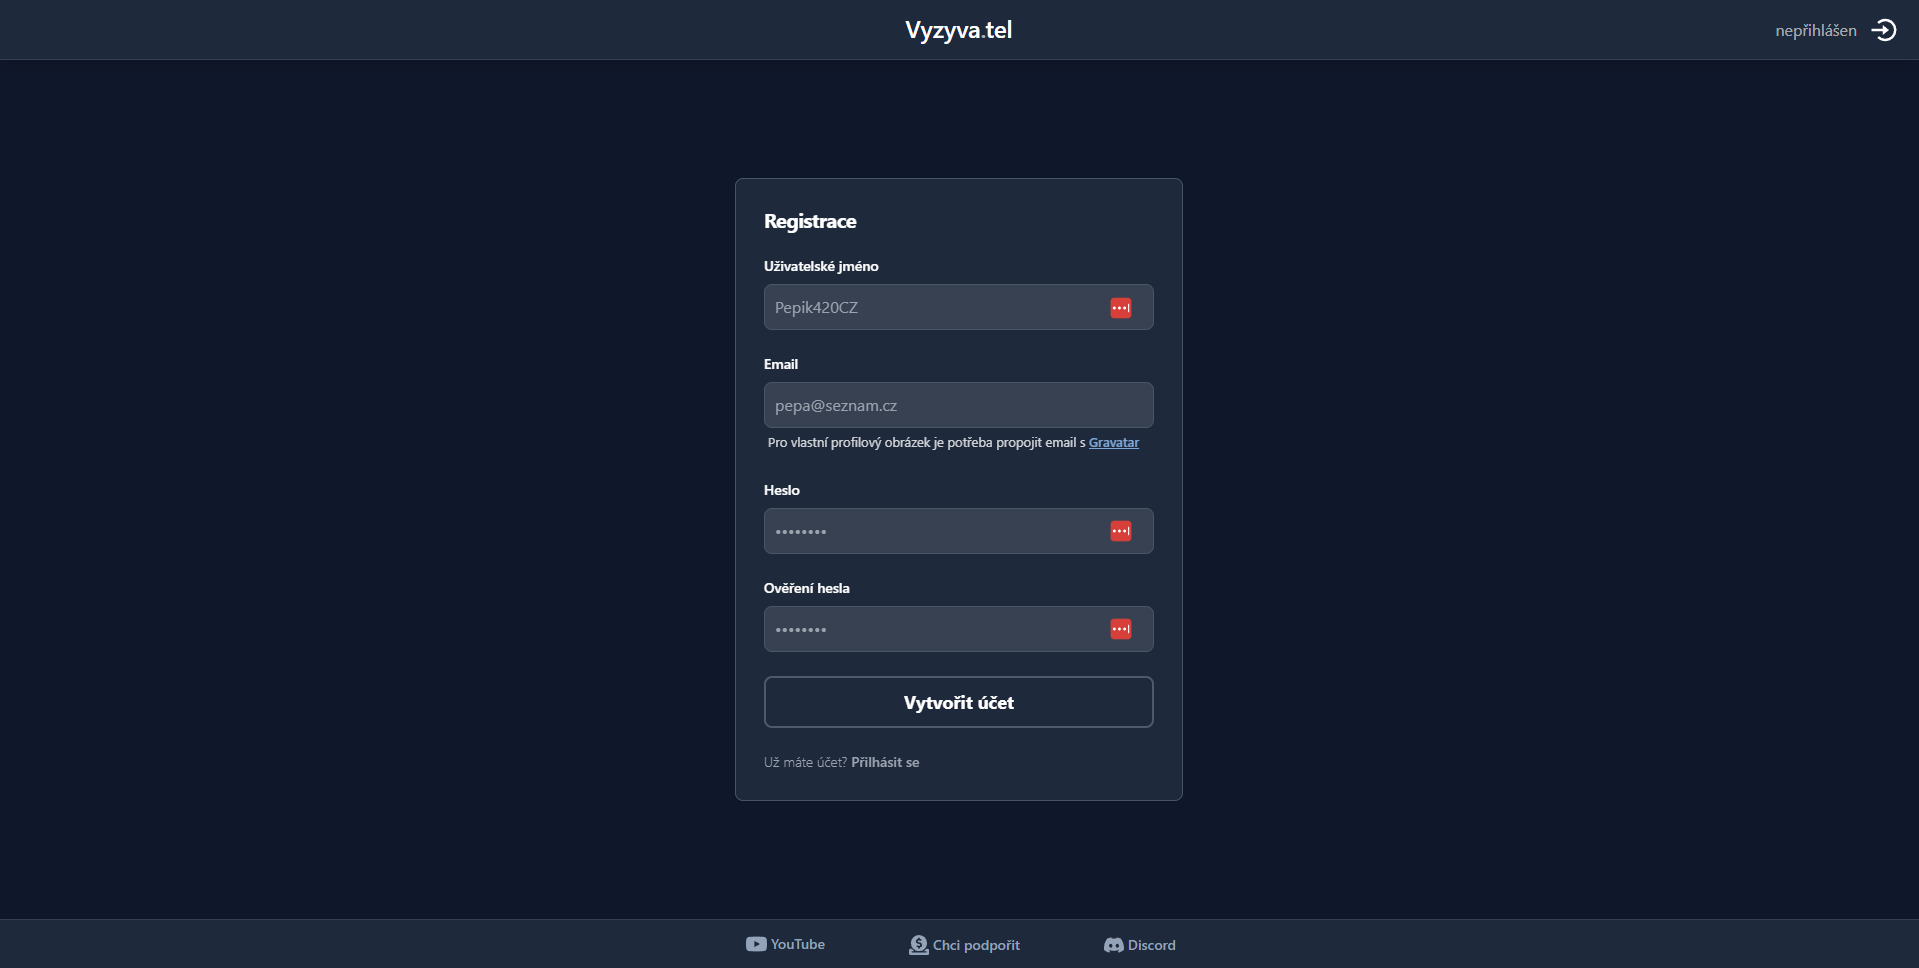 Vyzyva.tel
nepřihlášen
Registrace
Uživatelské jméno
Pepik420CZ
Email
pepa@seznam.cz
Pro vlastní profilový obrázek je potřeba propojit email s Gravatar
Heslo
••••••••
Ověření hesla
••••••••
Vytvořit účet
Už máte účet? Přilhásit se
YouTube
Chci podpořit
Discord